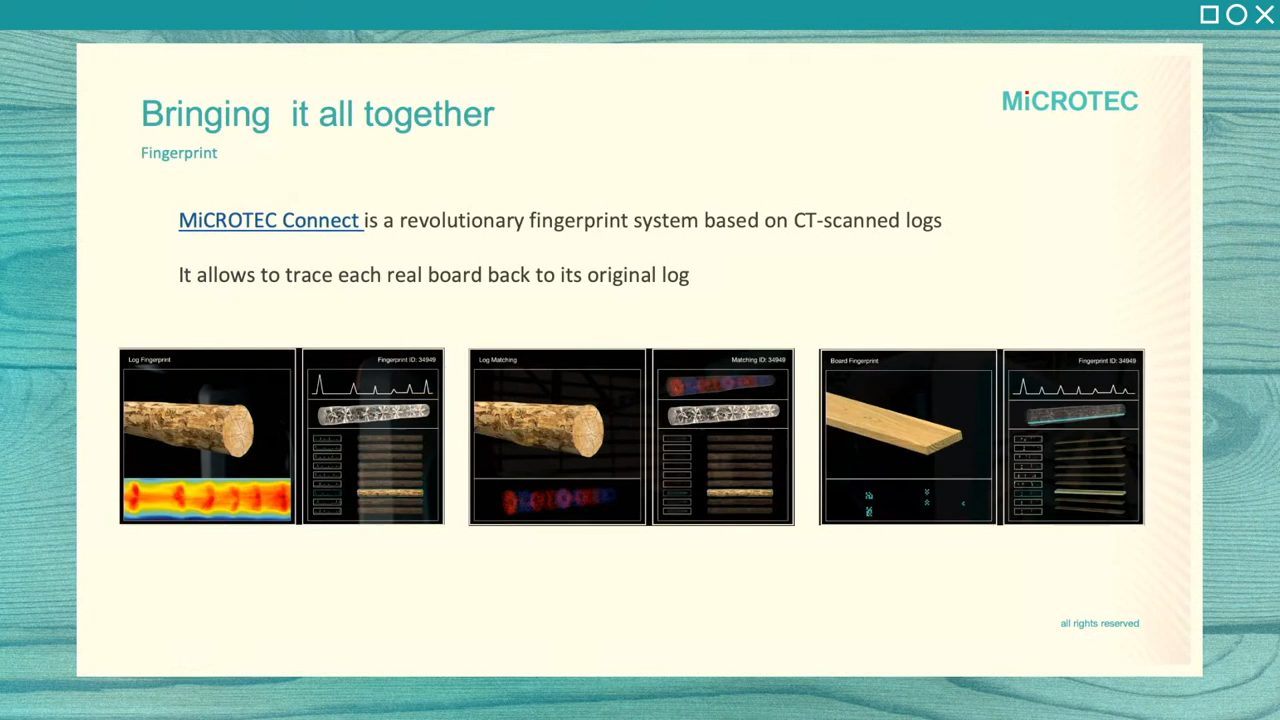 Bringing  it all together
MiCROTEC
Fingerprint
MiCROTEC Connect is a revolutionary fingerprint system based on CT-scanned logs
It allows to trace each real board back to its original log
Log Fingerprint
Fingerprint ID: 34949
Log Matching
Matching ID: 34949
Board Fingerprint
Fingerprint ID: 34949
all rights reserved